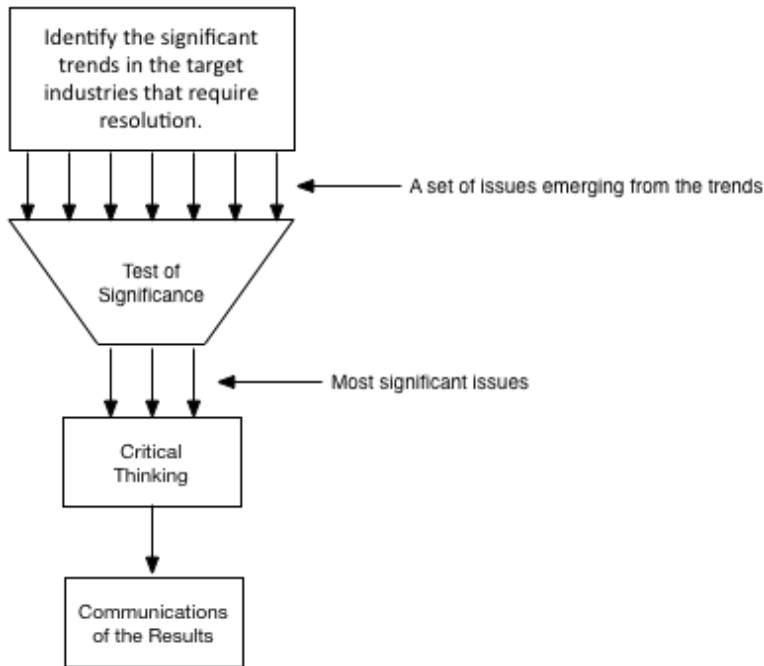 Identify the significant
trends in the target
industries that require
resolution.
A set of issues emerging from the trends
Test of
Significance
Most significant issues
Critical
Thinking
Communications
of the Results